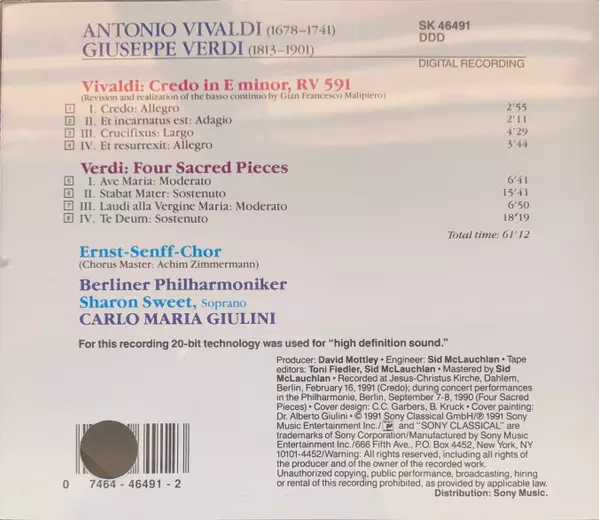 ANTONIO VIVALDI (1678–1741)
GIUSEPPE VERDI (1813–1901)
SK 46491
DDD
DIGITAL RECORDING
Vivaldi: Credo in E minor, RV 591
(Revision and realization of the basso continuo by Gian Francesco Malipiero)
1 I. Credo: Allegro 2'55
2 II. Et incarnatus est: Adagio 2'11
3 III. Crucifixus: Largo 4'29
4 IV. Et resurrexit: Allegro 3'44
Verdi: Four Sacred Pieces
5 I. Ave Maria: Moderato 6'41
6 II. Stabat Mater: Sostenuto 15'41
7 III. Laudi alla Vergine Maria: Moderato 6'50
8 IV. Te Deum: Sostenuto 18'19
Total time: 61'12
Ernst-Senff-Chor
(Chorus Master: Achim Zimmermann)
Berliner Philharmoniker
Sharon Sweet, Soprano
CARLO MARIA GIULINI
For this recording 20-bit technology was used for “high definition sound.”
Producer: David Mottley • Engineer: Sid McLauchlan • Tape
editors: Toni Fiedler, Sid McLauchlan • Mastered by Sid
McLauchlan • Recorded at Jesus-Christus Kirche, Dahlem,
Berlin, February 16, 1991 (Credo); during concert performances
in the Philharmonie, Berlin, September 7-8, 1990 (Four Sacred
Pieces) • Cover design: C.C. Garbers, B. Kruck • Cover painting:
Dr. Alberto Giulini • © 1991 Sony Classical GmbH/℗ 1991 Sony
Music Entertainment Inc./ and “SONY CLASSICAL” are
trademarks of Sony Corporation/Manufactured by Sony Music
Entertainment Inc./666 Fifth Ave., P.O. Box 4452, New York, NY
10101-4452/Warning: All rights reserved, including all rights of
the producer and of the owner of the recorded work.
Unauthorized copying, public performance, broadcasting, hiring
or rental of this recording prohibited, as provided by applicable law.
Distribution: Sony Music.
0 7464-46491-2